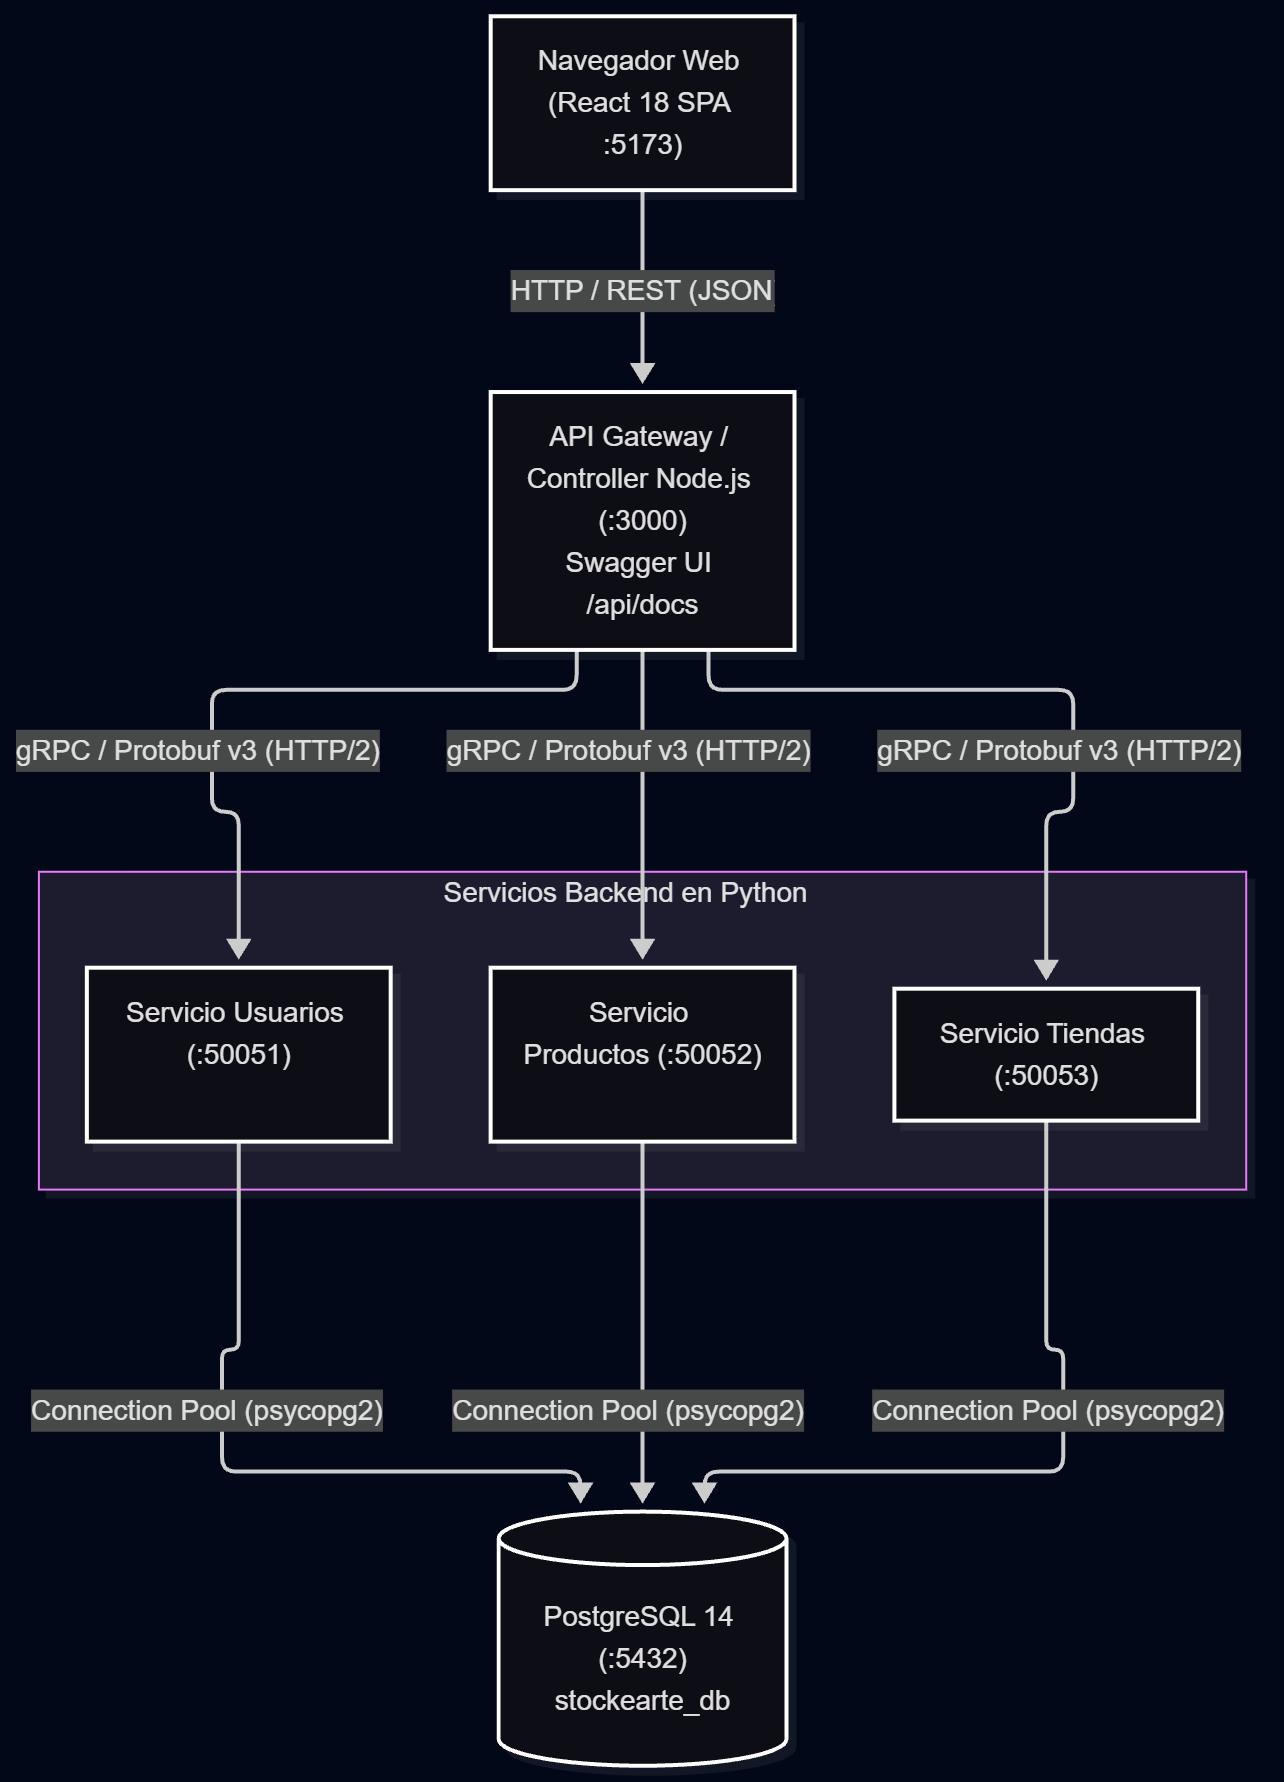 Navegador Web
(React 18 SPA
:5173)
HTTP / REST (JSON
API Gateway /
Controller Node.js
(:3000)
Swagger UI
/api/docs
gRPC / Protobuf v3 (HTTP/2)
gRPC / Protobuf v3 (HTTP/2)
gRPC / Protobuf v3 (HTTP/2)
Servicios Backend en Python
Servicio Usuarios
(:50051)
Servicio
Productos (:50052)
Servicio Tiendas
(:50053)
Connection Pool (psycopg2)
Connection Pool (psycopg2)
Connection Pool (psycopg2)
PostgreSQL 14
(:5432)
stockearte_db